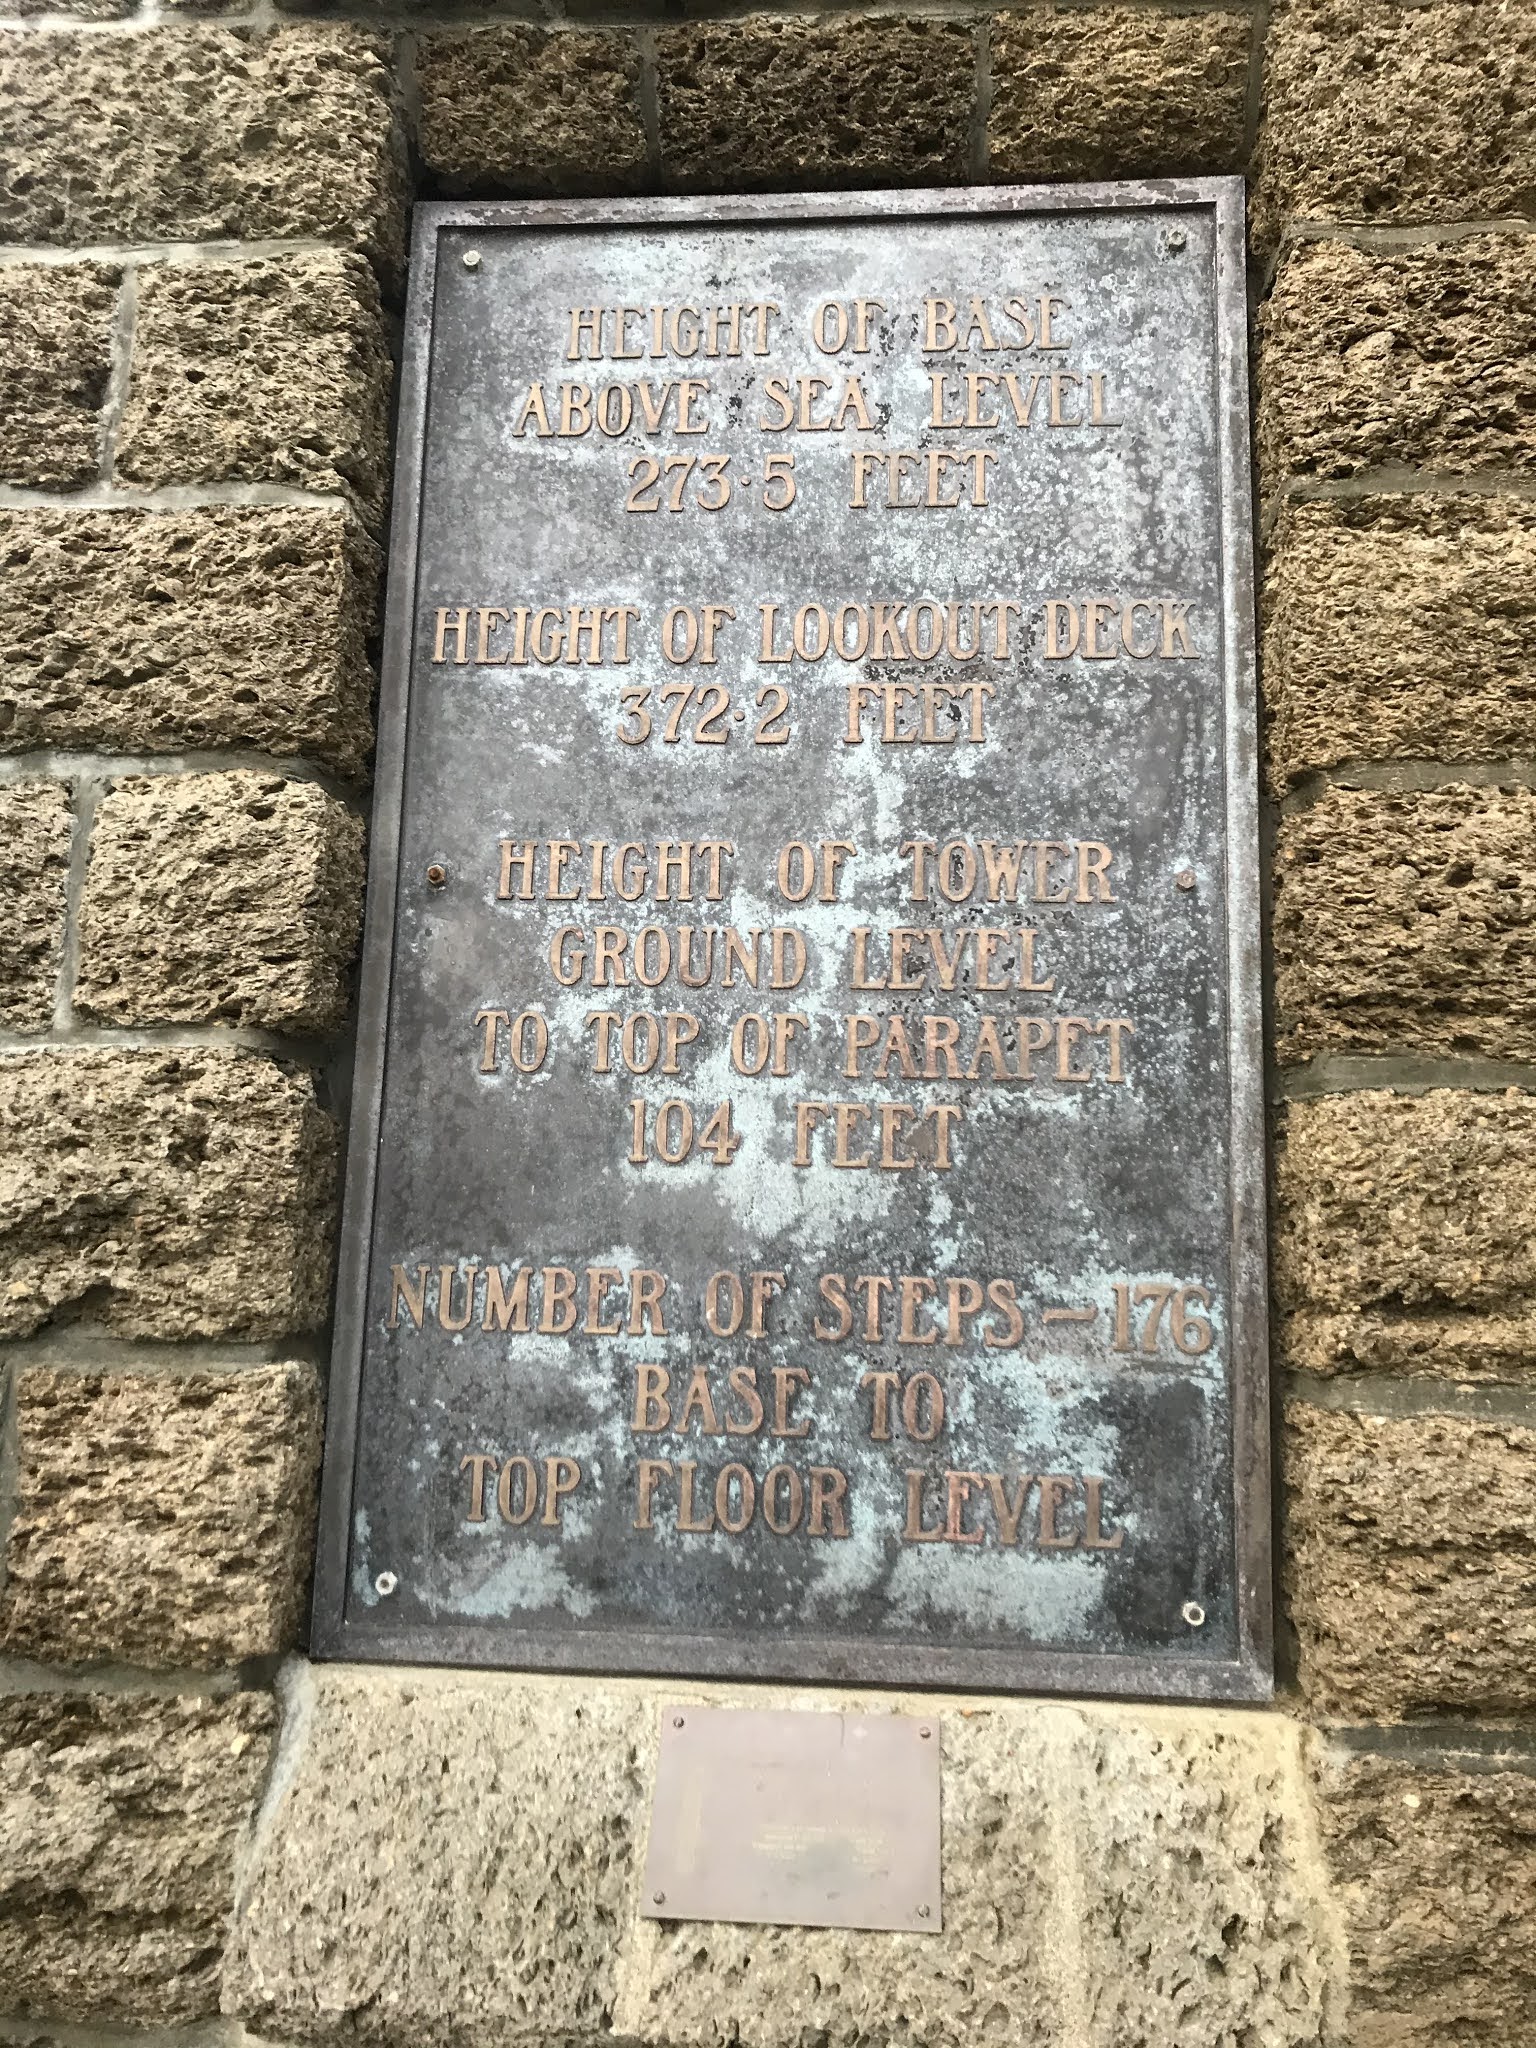 HEIGHT OF BASE
ABOVE SEA LEVEL
273·5 FEET
HEIGHT OF LOOKOUT DECK
372·2 FEET
HEIGHT OF TOWER
GROUND LEVEL
TO TOP OF PARAPET
104 FEET
NUMBER OF STEPS – 176
BASE TO
TOP FLOOR LEVEL